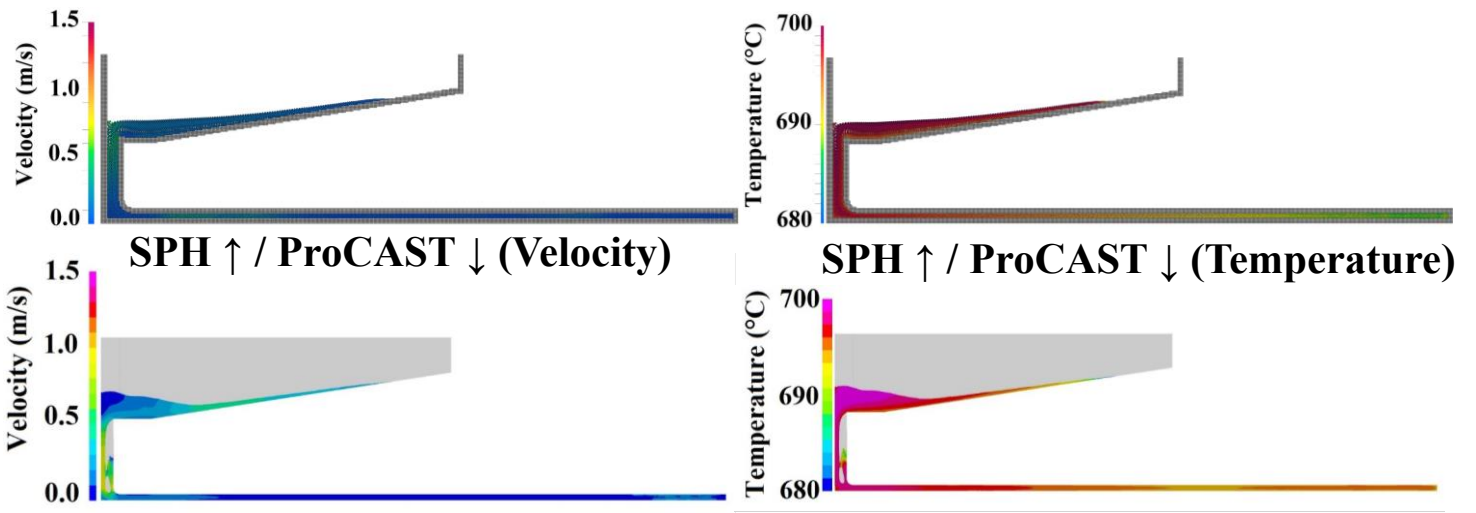 1.5
Velocity (m/s)
1.0
0.5
0.0
700
Temperature (°C)
690
680
SPH ↑ / ProCAST ↓ (Velocity)
SPH ↑ / ProCAST ↓ (Temperature)
1.5
Velocity (m/s)
1.0
0.5
0.0
700
Temperature (°C)
690
680